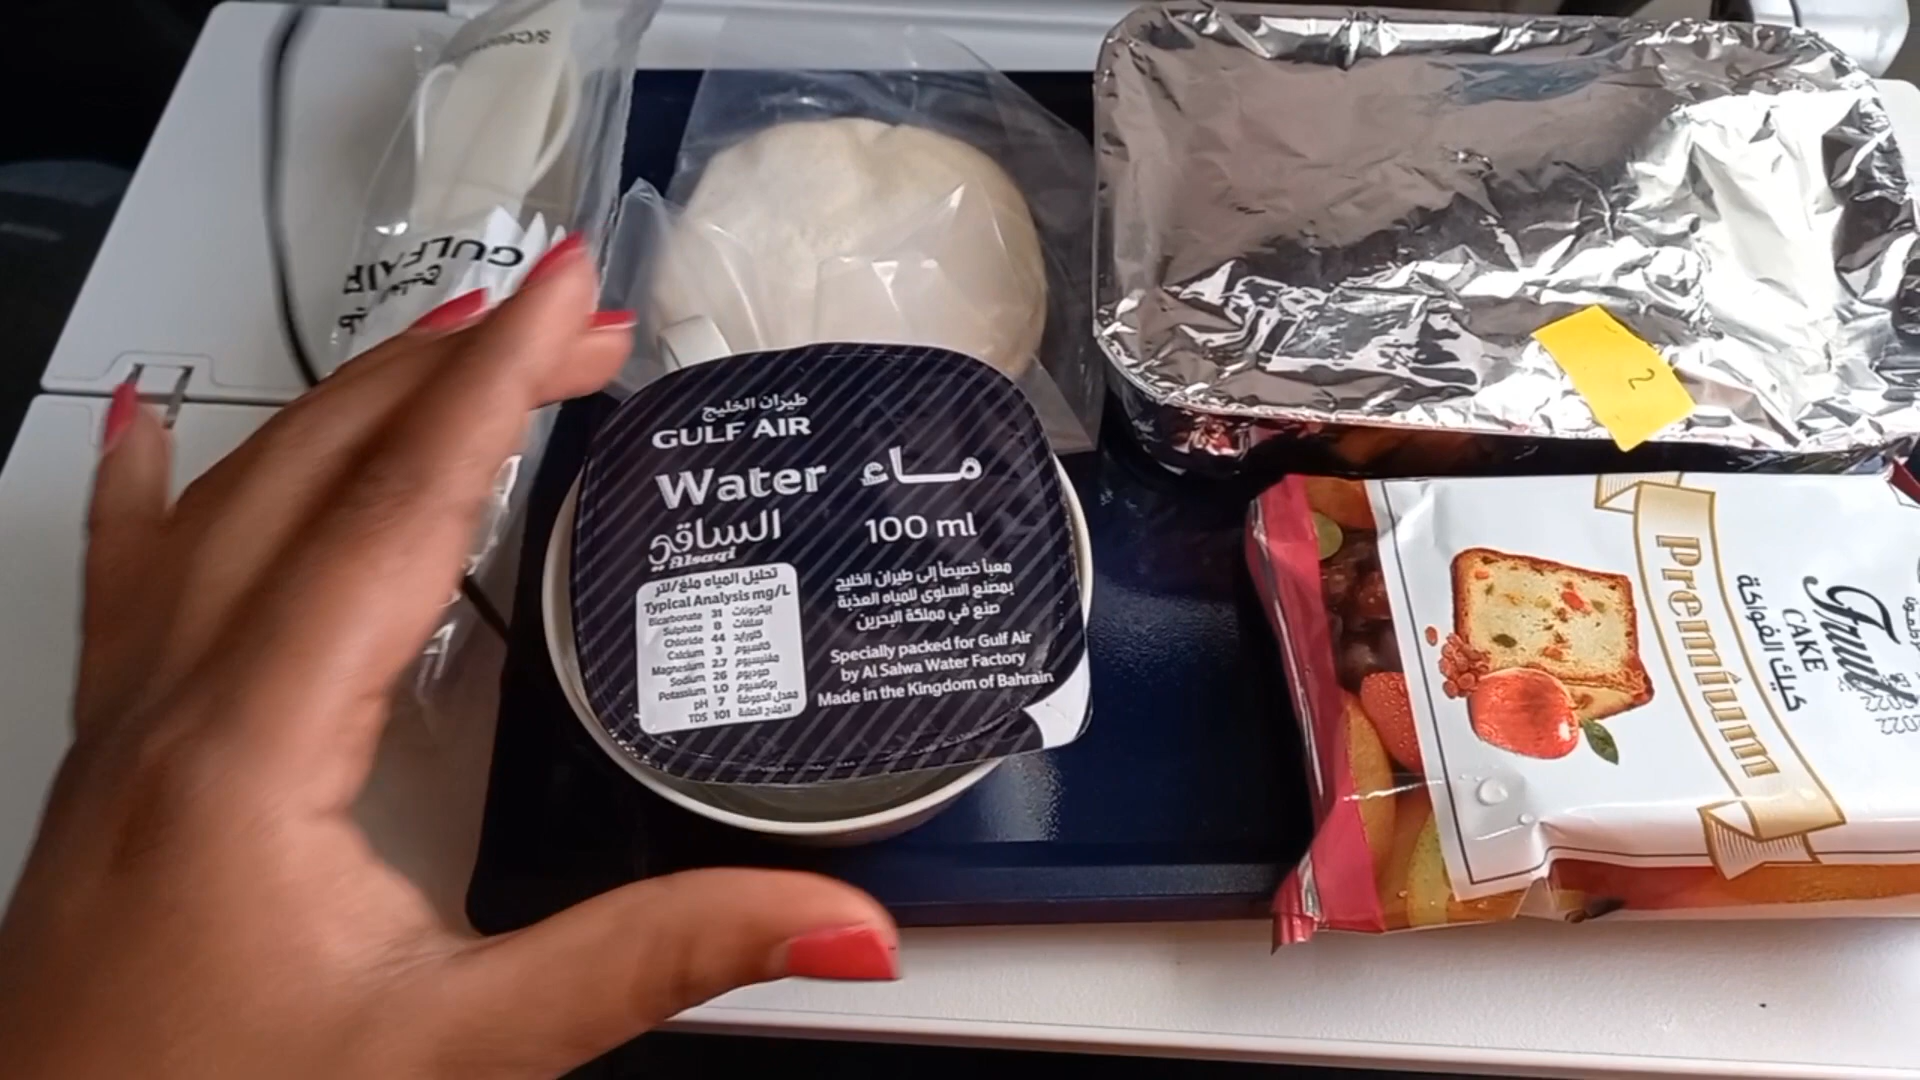 GULF AIR
طيران الخليج
GULF AIR
Water ماء
الساقي
Alsaqi
100 ml
تحليل المياه ملغ/لتر
Typical Analysis mg/L
Bicarbonate 31 بيكربونات
Sulphate 8 سلفات
Chloride 44 كلورايد
Calcium 3 كالسيوم
Magnesium 2.7 مغنيسيوم
Sodium 26 صوديوم
Potassium 1.0 بوتاسيوم
pH 7 معدل الحموضة
TDS 101 الأملاح الصلبة
معبأ خصيصاً إلى طيران الخليج
بمصنع السلوى للمياه العذبة
صنع في مملكة البحرين
Specially packed for Gulf Air
by Al Salwa Water Factory
Made in the Kingdom of Bahrain
2
Premium
Fruit
CAKE
كيك الفواكة